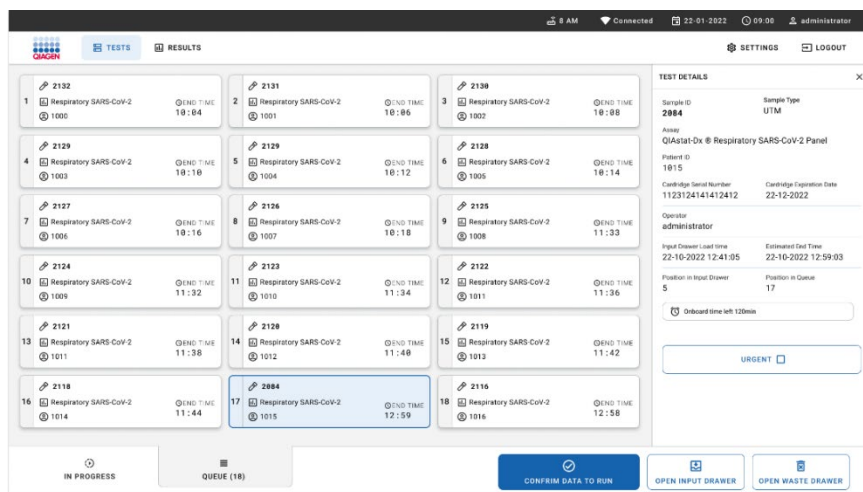 8 AM Connected 22-01-2022 09:00 administrator
QIAGEN TESTS RESULTS SETTINGS LOGOUT
1 2132 Respiratory SARS-CoV-2 1000 END TIME 10:04
2 2131 Respiratory SARS-CoV-2 1001 END TIME 10:06
3 2130 Respiratory SARS-CoV-2 1002 END TIME 10:08
4 2129 Respiratory SARS-CoV-2 1003 END TIME 10:10
5 2129 Respiratory SARS-CoV-2 1004 END TIME 10:12
6 2128 Respiratory SARS-CoV-2 1005 END TIME 10:14
7 2127 Respiratory SARS-CoV-2 1006 END TIME 10:16
8 2126 Respiratory SARS-CoV-2 1007 END TIME 10:18
9 2125 Respiratory SARS-CoV-2 1008 END TIME 11:33
10 2124 Respiratory SARS-CoV-2 1009 END TIME 11:32
11 2123 Respiratory SARS-CoV-2 1010 END TIME 11:34
12 2122 Respiratory SARS-CoV-2 1011 END TIME 11:36
13 2121 Respiratory SARS-CoV-2 1011 END TIME 11:38
14 2120 Respiratory SARS-CoV-2 1012 END TIME 11:40
15 2119 Respiratory SARS-CoV-2 1013 END TIME 11:42
16 2118 Respiratory SARS-CoV-2 1014 END TIME 11:44
17 2084 Respiratory SARS-CoV-2 1015 END TIME 12:59
18 2116 Respiratory SARS-CoV-2 1016 END TIME 12:58
TEST DETAILS
Sample ID Sample Type
2084 UTM
Assay
QIAstat-Dx ® Respiratory SARS-CoV-2 Panel
Patient ID
1015
Cardridge Serial Number Cardridge Expiration Date
1123124141412412 22-12-2022
Operator
administrator
Input Drawer Load time Estimated End Time
22-10-2022 12:41:05 22-10-2022 12:59:03
Position in Input Drawer Position in Queue
5 17
Onboard time left 120min
URGENT
IN PROGRESS QUEUE (18) CONFRIM DATA TO RUN OPEN INPUT DRAWER OPEN WASTE DRAWER